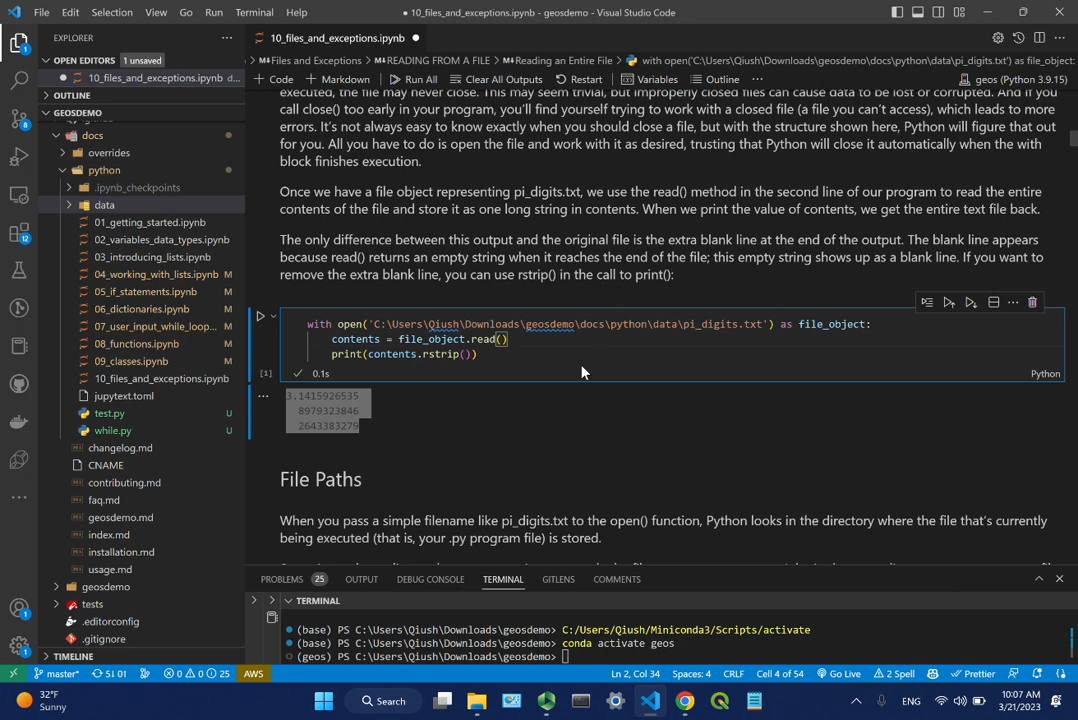 File Edit Selection View Go Run Terminal Help
● 10_files_and_exceptions.ipynb - geosdemo - Visual Studio Code
EXPLORER
10_files_and_exceptions.ipynb ●
OPEN EDITORS 1 unsaved
● 10_files_and_exceptions.ipynb d...
OUTLINE
GEOSDEMO
docs
overrides
python
.ipynb_checkpoints
data
01_getting_started.ipynb
02_variables_data_types.ipynb
03_introducing_lists.ipynb
04_working_with_lists.ipynb M
05_if_statements.ipynb M
06_dictionaries.ipynb M
07_user_input_while_loop... M
08_functions.ipynb M
09_classes.ipynb M
10_files_and_exceptions.ipynb M
jupytext.toml
test.py U
while.py U
changelog.md
CNAME
contributing.md
faq.md
geosdemo.md
index.md
installation.md
usage.md
geosdemo
tests
.editorconfig
.gitignore
TIMELINE
Files and Exceptions > READING FROM A FILE > Reading an Entire File > with open('C:\Users\Qiush\Downloads\geosdemo\docs\python\data\pi_digits.txt') as file_object:
+ Code + Markdown Run All Clear All Outputs Restart Variables Outline ... geos (Python 3.9.15)
executed, the file may never close. This may seem trivial, but improperly closed files can cause data to be lost or corrupted. And if you
call close() too early in your program, you'll find yourself trying to work with a closed file (a file you can't access), which leads to more
errors. It's not always easy to know exactly when you should close a file, but with the structure shown here, Python will figure that out
for you. All you have to do is open the file and work with it as desired, trusting that Python will close it automatically when the with
block finishes execution.
Once we have a file object representing pi_digits.txt, we use the read() method in the second line of our program to read the entire
contents of the file and store it as one long string in contents. When we print the value of contents, we get the entire text file back.
The only difference between this output and the original file is the extra blank line at the end of the output. The blank line appears
because read() returns an empty string when it reaches the end of the file; this empty string shows up as a blank line. If you want to
remove the extra blank line, you can use rstrip() in the call to print():
with open('C:\Users\Qiush\Downloads\geosdemo\docs\python\data\pi_digits.txt') as file_object:
contents = file_object.read()
print(contents.rstrip())
[1] 0.1s Python
3.1415926535
8979323846
2643383279
File Paths
When you pass a simple filename like pi_digits.txt to the open() function, Python looks in the directory where the file that's currently
being executed (that is, your .py program file) is stored.
PROBLEMS 25 OUTPUT DEBUG CONSOLE TERMINAL GITLENS COMMENTS
TERMINAL
(base) PS C:\Users\Qiush\Downloads\geosdemo> C:/Users/Qiush/Miniconda3/Scripts/activate
(base) PS C:\Users\Qiush\Downloads\geosdemo> conda activate geos
(geos) PS C:\Users\Qiush\Downloads\geosdemo>
master* 5↓ 0↑ 0 0 25 AWS Ln 2, Col 34 Spaces: 4 CRLF Cell 4 of 54 Go Live 2 Spell Prettier
32°F
Sunny
Search
ENG
10:07 AM
3/21/2023